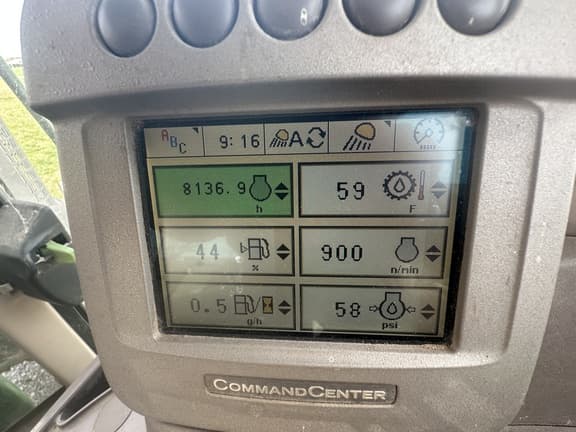 ABC 9:16 A
8136.9 h
59 F
44 %
900 n/min
0.5 g/h
58 psi
COMMANDCENTER